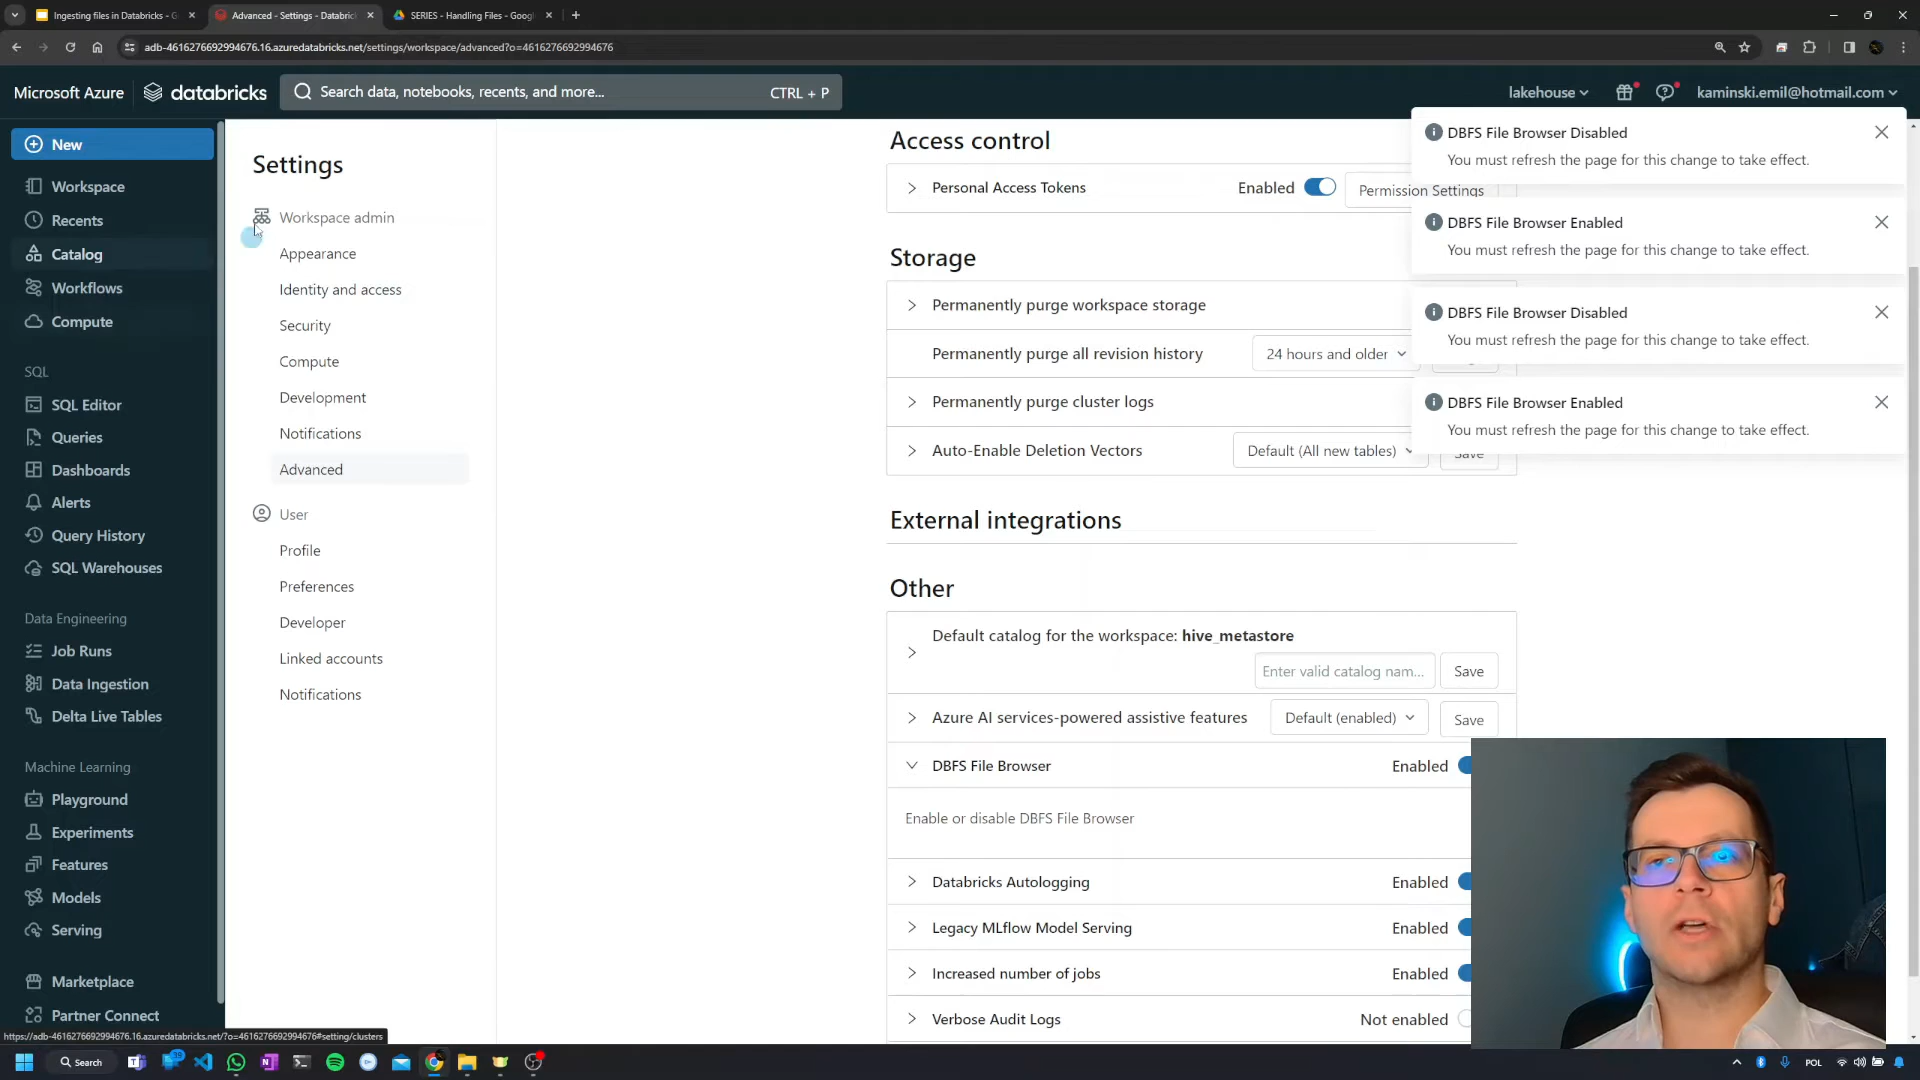 Ingesting files in Databricks - G
Advanced - Settings - Databric
SERIES - Handling Files - Google
adb-4616276692994676.16.azuredatabricks.net/settings/workspace/advanced?o=4616276692994676
Microsoft Azure
databricks
Search data, notebooks, recents, and more...
CTRL + P
lakehouse
kaminski.emil@hotmail.com
New
Workspace
Recents
Catalog
Workflows
Compute
SQL
SQL Editor
Queries
Dashboards
Alerts
Query History
SQL Warehouses
Data Engineering
Job Runs
Data Ingestion
Delta Live Tables
Machine Learning
Playground
Experiments
Features
Models
Serving
Marketplace
Partner Connect
Settings
Workspace admin
Appearance
Identity and access
Security
Compute
Development
Notifications
Advanced
User
Profile
Preferences
Developer
Linked accounts
Notifications
Access control
Personal Access Tokens
Enabled
Permission Settings
Storage
Permanently purge workspace storage
Permanently purge all revision history
24 hours and older
Permanently purge cluster logs
Auto-Enable Deletion Vectors
Default (All new tables)
Save
External integrations
Other
Default catalog for the workspace: hive_metastore
Enter valid catalog nam...
Save
Azure AI services-powered assistive features
Default (enabled)
Save
DBFS File Browser
Enabled
Enable or disable DBFS File Browser
Databricks Autologging
Enabled
Legacy MLflow Model Serving
Enabled
Increased number of jobs
Enabled
Verbose Audit Logs
Not enabled
DBFS File Browser Disabled
You must refresh the page for this change to take effect.
DBFS File Browser Enabled
You must refresh the page for this change to take effect.
DBFS File Browser Disabled
You must refresh the page for this change to take effect.
DBFS File Browser Enabled
You must refresh the page for this change to take effect.
https://adb-4616276692994676.16.azuredatabricks.net/?o=4616276692994676#setting/clusters
Search
POL